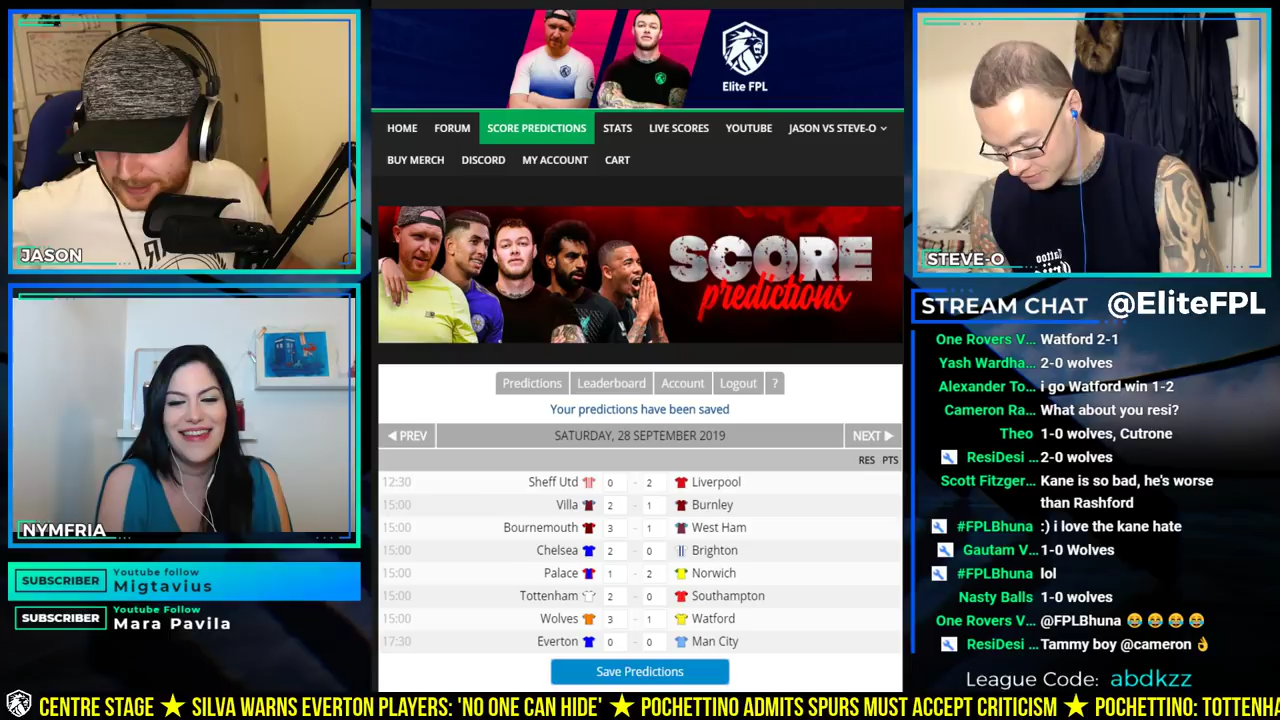 JASON
NYMFRIA
SUBSCRIBER
Youtube follow
Migtavius
SUBSCRIBER
Youtube Follow
Mara Pavila
Elite FPL
HOME FORUM SCORE PREDICTIONS STATS LIVE SCORES YOUTUBE JASON VS STEVE-O
BUY MERCH DISCORD MY ACCOUNT CART
SCORE
predictions
Predictions Leaderboard Account Logout ?
Your predictions have been saved
◀ PREV SATURDAY, 28 SEPTEMBER 2019 NEXT ▶
RES PTS
12:30 Sheff Utd 0 - 2 Liverpool
15:00 Villa 2 - 1 Burnley
15:00 Bournemouth 3 - 1 West Ham
15:00 Chelsea 2 - 0 Brighton
15:00 Palace 1 - 2 Norwich
15:00 Tottenham 2 - 0 Southampton
15:00 Wolves 3 - 1 Watford
17:30 Everton 0 - 0 Man City
Save Predictions
STEVE-O
STREAM CHAT @EliteFPL
One Rovers V... Watford 2-1
Yash Wardha... 2-0 wolves
Alexander To... i go Watford win 1-2
Cameron Ra... What about you resi?
Theo 1-0 wolves, Cutrone
ResiDesi ... 2-0 wolves
Scott Fitzger... Kane is so bad, he's worse
than Rashford
#FPLBhuna :) i love the kane hate
Gautam V... 1-0 Wolves
#FPLBhuna lol
Nasty Balls 1-0 wolves
One Rovers V... @FPLBhuna 😂 😂 😂 😂
ResiDesi ... Tammy boy @cameron 👌
League Code: abdkzz
CENTRE STAGE ★ SILVA WARNS EVERTON PLAYERS: 'NO ONE CAN HIDE' ★ POCHETTINO ADMITS SPURS MUST ACCEPT CRITICISM ★ POCHETTINO: TOTTENHA